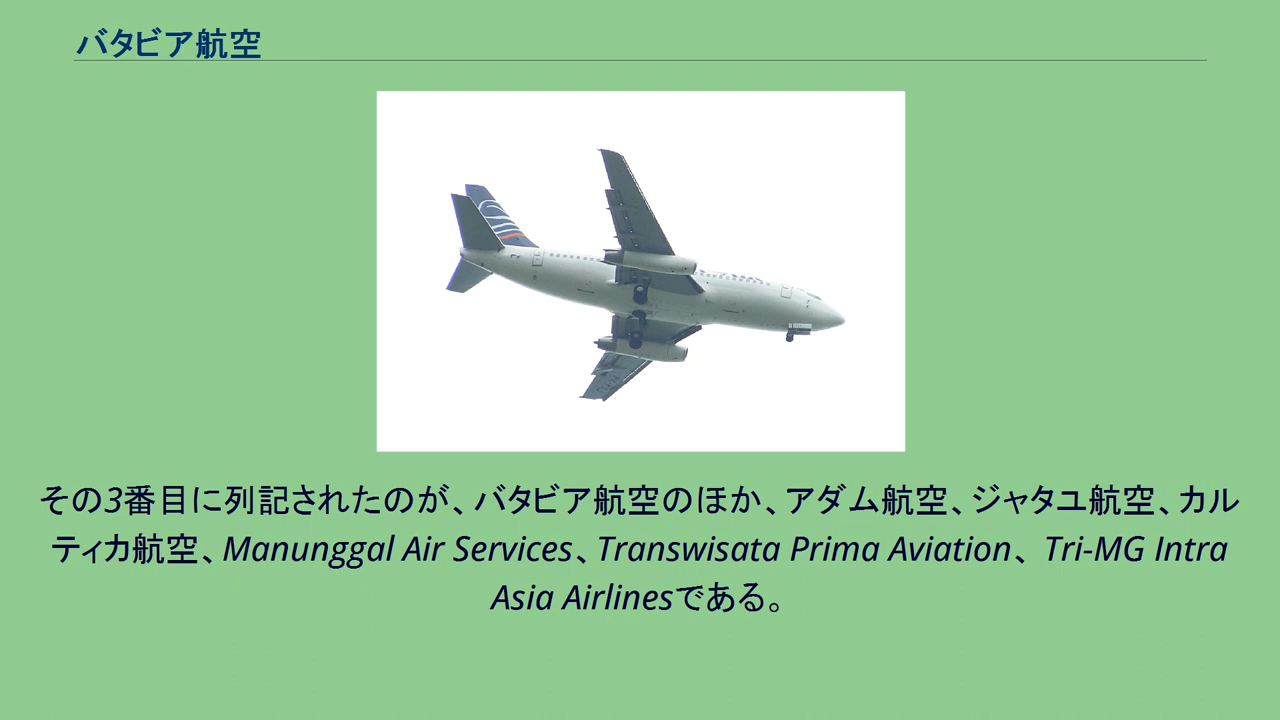 バタビア航空
その3番目に列記されたのが、バタビア航空のほか、アダム航空、ジャタユ航空、カル
ティカ航空、Manunggal Air Services、Transwisata Prima Aviation、 Tri-MG Intra
Asia Airlinesである。